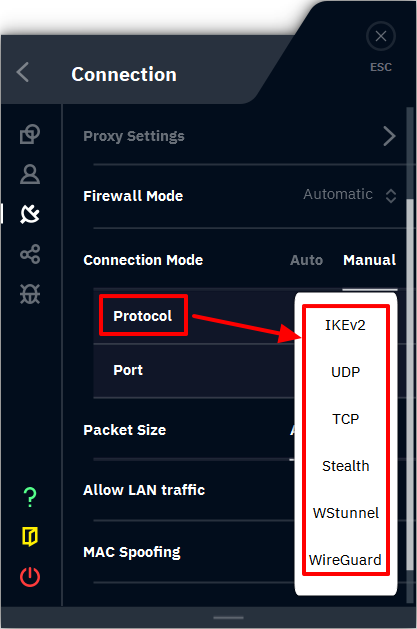 Connection
ESC
Proxy Settings
Firewall Mode Automatic
Connection Mode Auto Manual
Protocol
IKEv2
UDP
TCP
Stealth
WStunnel
WireGuard
Port
Packet Size A
Allow LAN traffic
MAC Spoofing
?